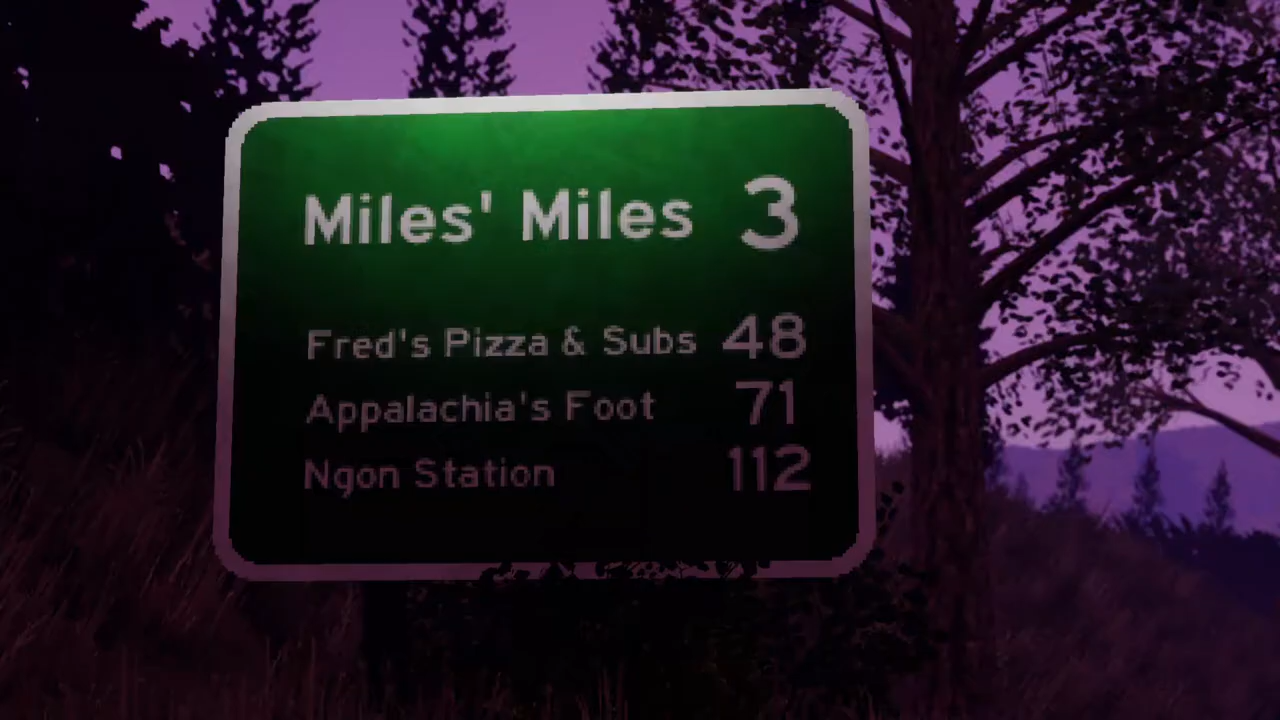 Miles' Miles 3
Fred's Pizza & Subs 48
Appalachia's Foot 71
Ngon Station 112